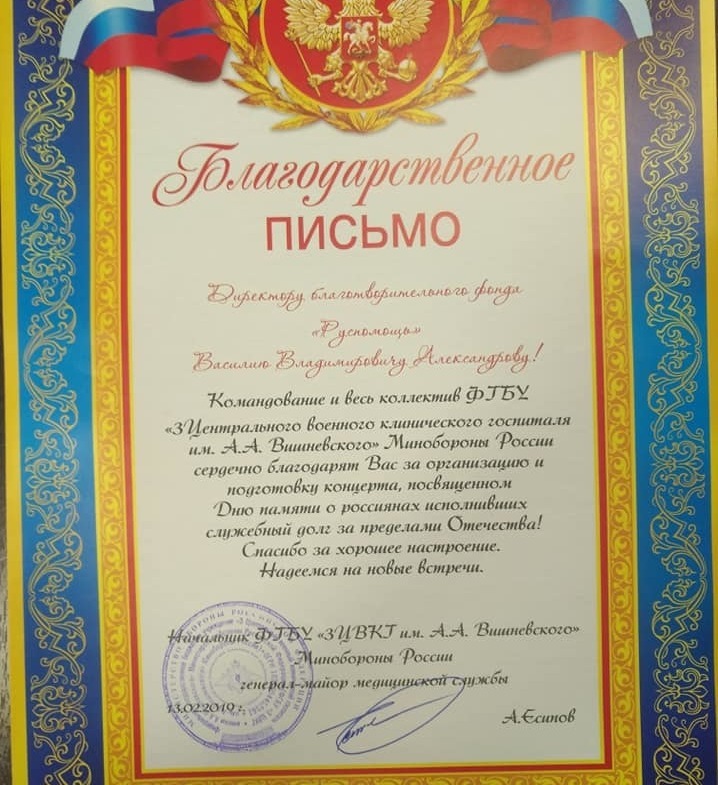 Благодарственное
ПИСЬМО
Директору благотворительного фонда
«Руспомощь»
Василию Владимировичу Александрову!
Командование и весь коллектив ФГБУ
«3Центрального военного клинического госпиталя
им. А.А. Вишневского» Минобороны России
сердечно благодарят Вас за организацию и
подготовку концерта, посвященном
Дню памяти о россиянах исполнивших
служебный долг за пределами Отечества!
Спасибо за хорошее настроение.
Надеемся на новые встречи.
Начальник ФГБУ «3ЦВКГ им. А.А. Вишневского»
Минобороны России
генерал-майор медицинской службы
13.02.2019 г.
А.Есипов